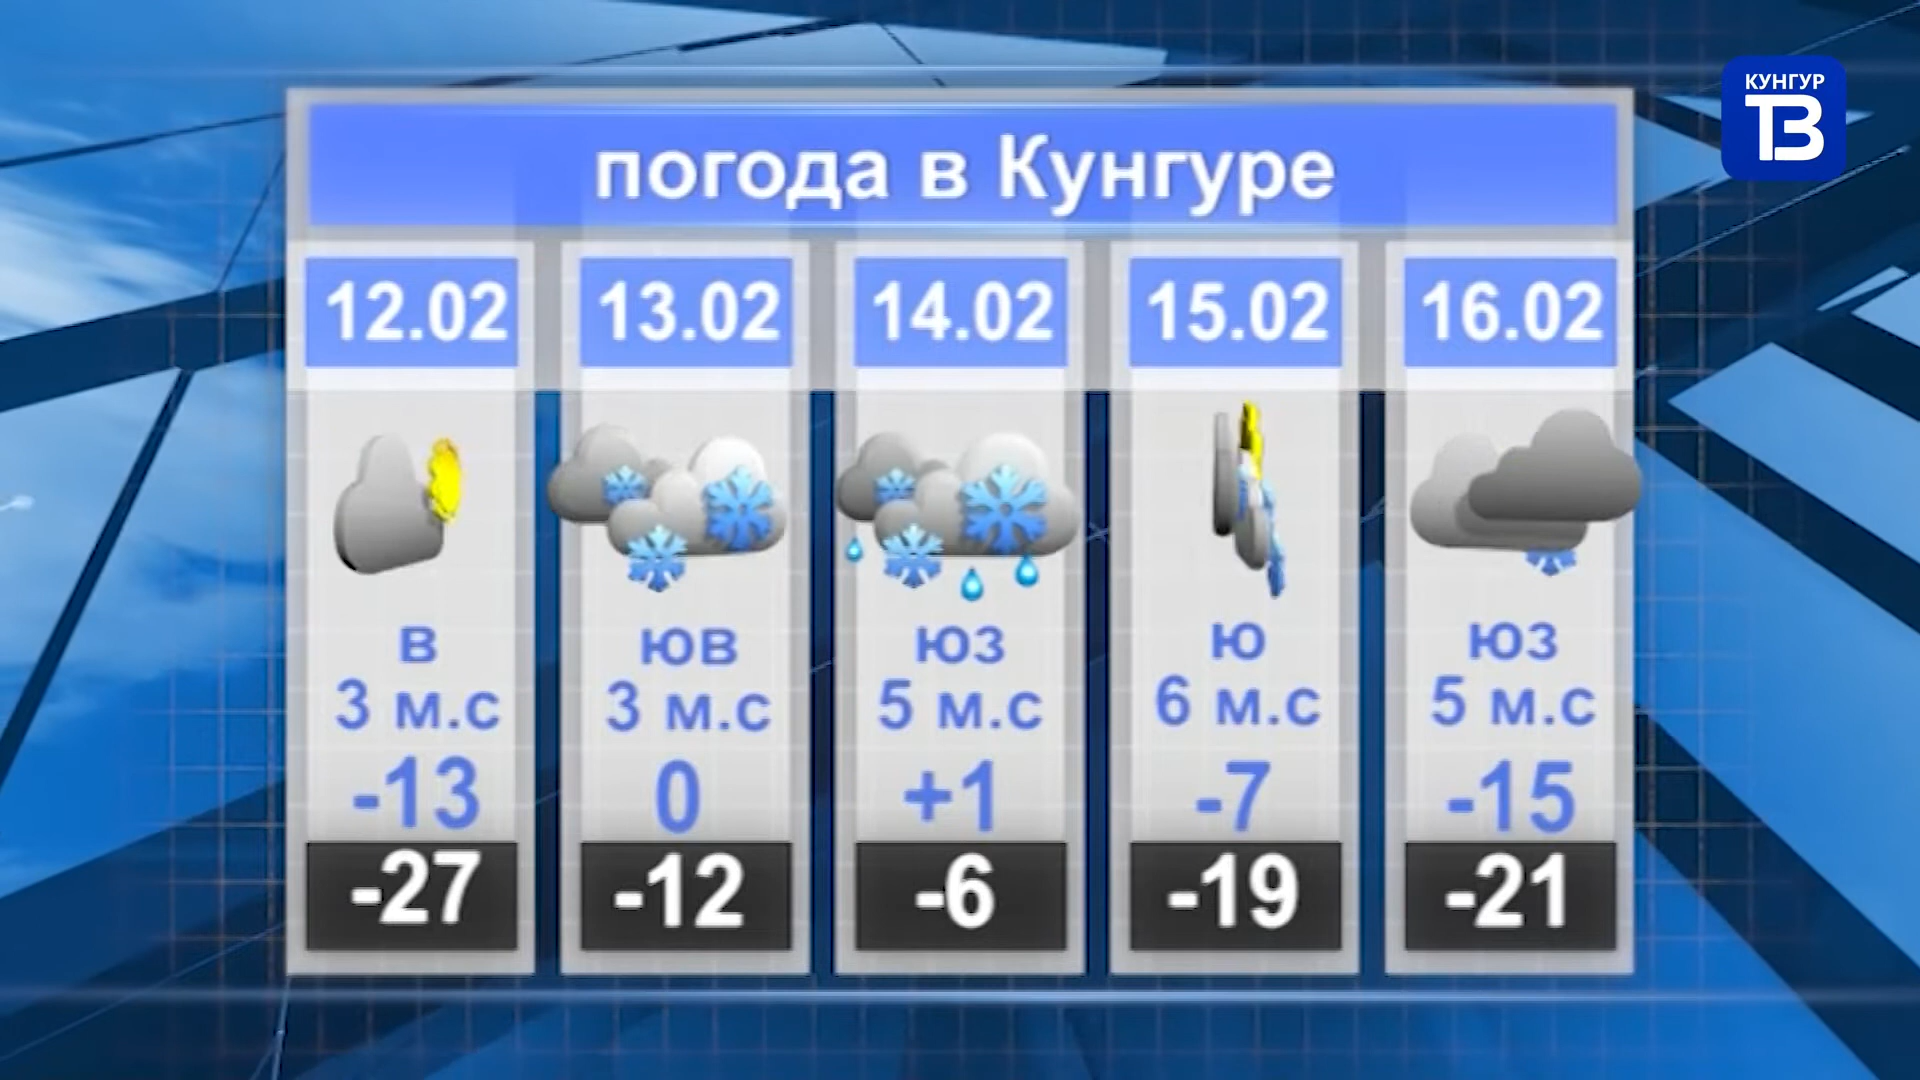 КУНГУР
ТВ
погода в Кунгуре
12.02 13.02 14.02 15.02 16.02
В ЮВ ЮЗ Ю ЮЗ
3 м.с 3 м.с 5 м.с 6 м.с 5 м.с
-13 0 +1 -7 -15
-27 -12 -6 -19 -21